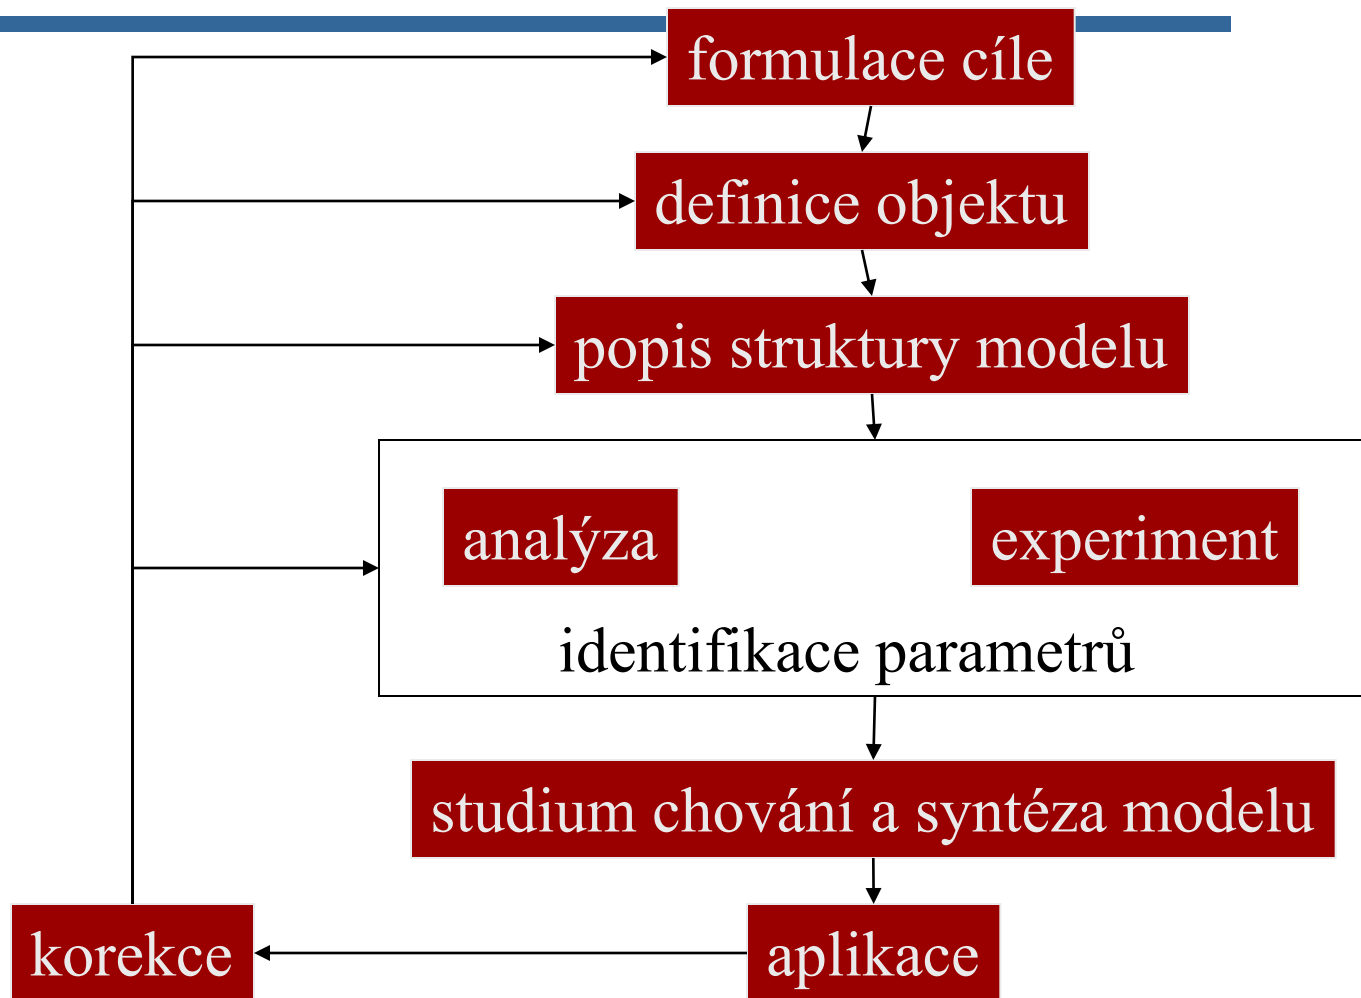 formulace cíle
definice objektu
popis struktury modelu
analýza
experiment
identifikace parametrů
studium chování a syntéza modelu
korekce
aplikace